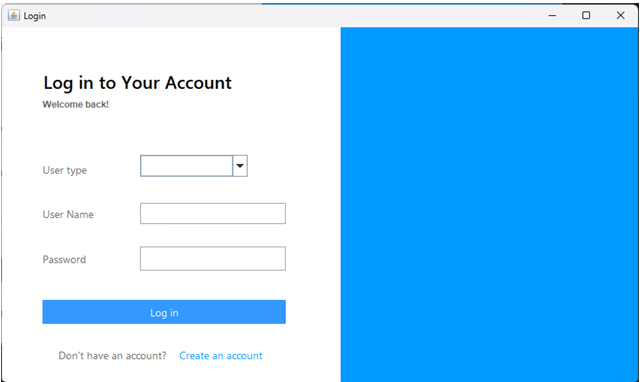 Login
Log in to Your Account
Welcome back!
User type
User Name
Password
Log in
Don't have an account? Create an account